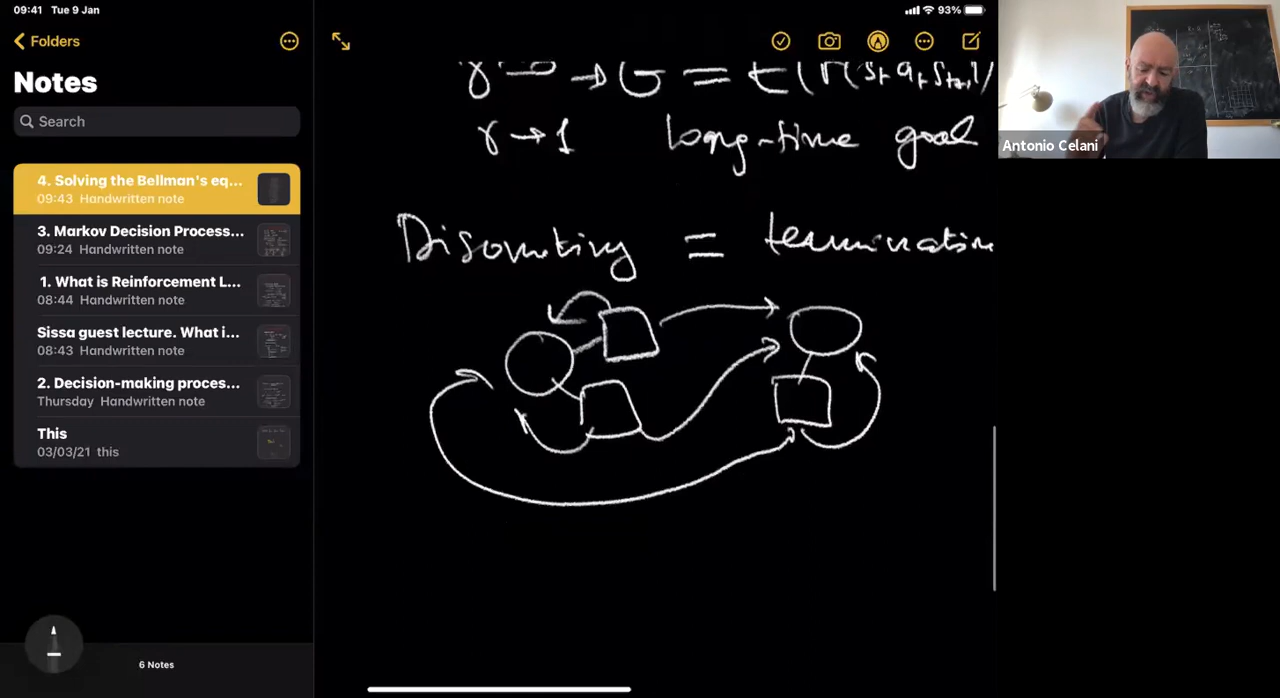 09:41 Tue 9 Jan
93%
Folders
Notes
Search
4. Solving the Bellman's eq...
09:43 Handwritten note
3. Markov Decision Process...
09:24 Handwritten note
1. What is Reinforcement L...
08:44 Handwritten note
Sissa guest lecture. What i...
08:43 Handwritten note
2. Decision-making proces...
Thursday Handwritten note
This
03/03/21 this
6 Notes
γ → 1 long-time goal
Discounting = termination
Antonio Celani